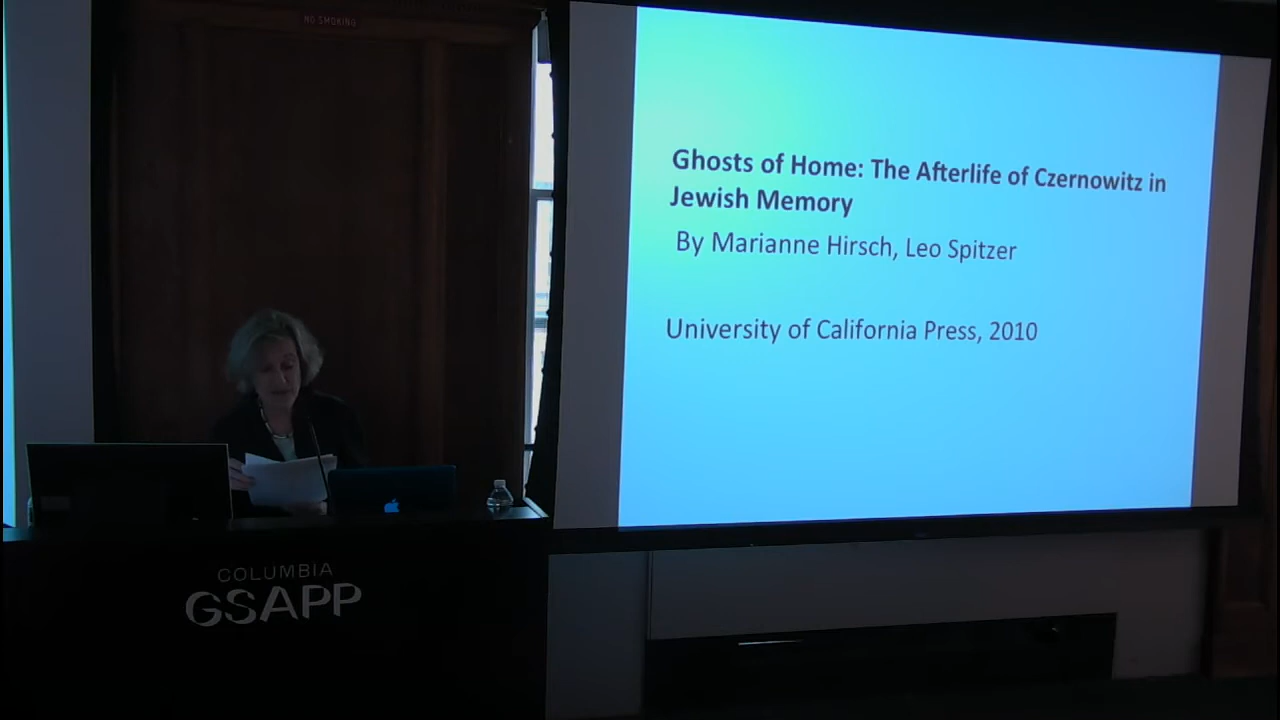 NO SMOKING
Ghosts of Home: The Afterlife of Czernowitz in
Jewish Memory
By Marianne Hirsch, Leo Spitzer
University of California Press, 2010
COLUMBIA
GSAPP